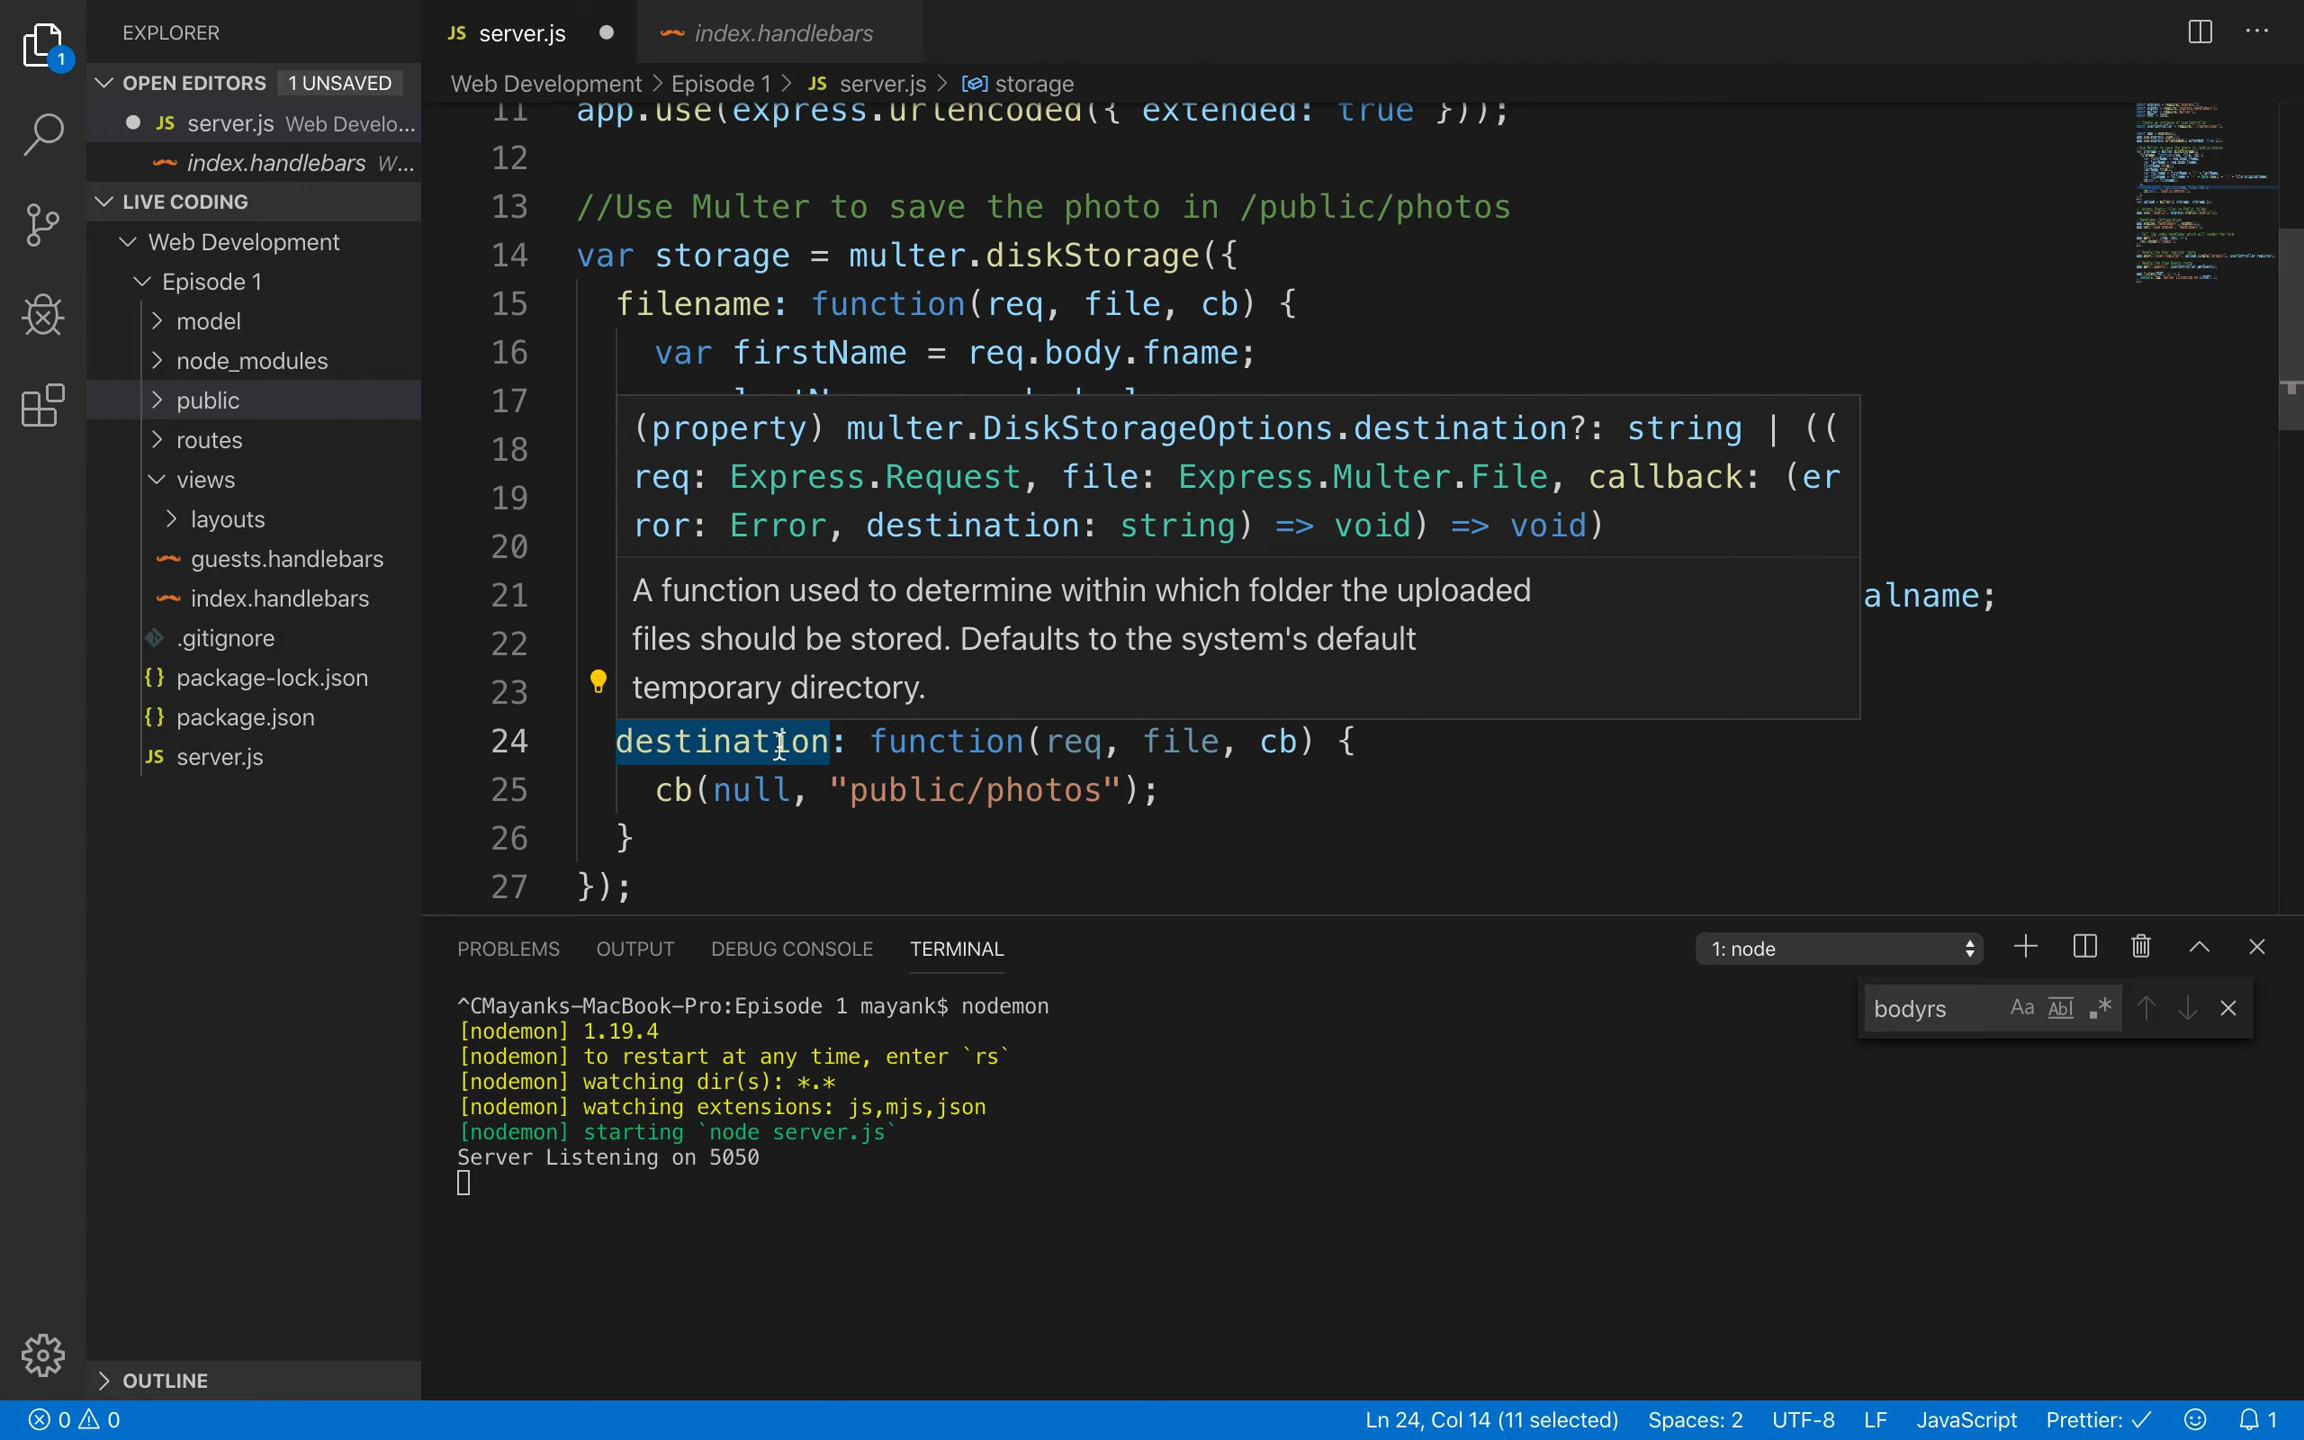 EXPLORER
JS server.js
index.handlebars
1
OPEN EDITORS 1 UNSAVED
Web Development > Episode 1 > JS server.js > storage
JS server.js Web Develo...
index.handlebars W...
LIVE CODING
Web Development
Episode 1
model
node_modules
public
routes
views
layouts
guests.handlebars
index.handlebars
.gitignore
{} package-lock.json
{} package.json
JS server.js
OUTLINE
11 app.use(express.urlencoded({ extended: true }));
12
13 //Use Multer to save the photo in /public/photos
14 var storage = multer.diskStorage({
15 filename: function(req, file, cb) {
16 var firstName = req.body.fname;
17
18
19
20
21 alname;
22
23
(property) multer.DiskStorageOptions.destination?: string | ((
req: Express.Request, file: Express.Multer.File, callback: (er
ror: Error, destination: string) => void) => void)
A function used to determine within which folder the uploaded
files should be stored. Defaults to the system's default
temporary directory.
24 destination: function(req, file, cb) {
25 cb(null, "public/photos");
26 }
27 });
PROBLEMS OUTPUT DEBUG CONSOLE TERMINAL
1: node
bodyrs Aa Abl .*
^CMayanks-MacBook-Pro:Episode 1 mayank$ nodemon
[nodemon] 1.19.4
[nodemon] to restart at any time, enter `rs`
[nodemon] watching dir(s): *.*
[nodemon] watching extensions: js,mjs,json
[nodemon] starting `node server.js`
Server Listening on 5050
0 0
Ln 24, Col 14 (11 selected) Spaces: 2 UTF-8 LF JavaScript Prettier: ✓ 1